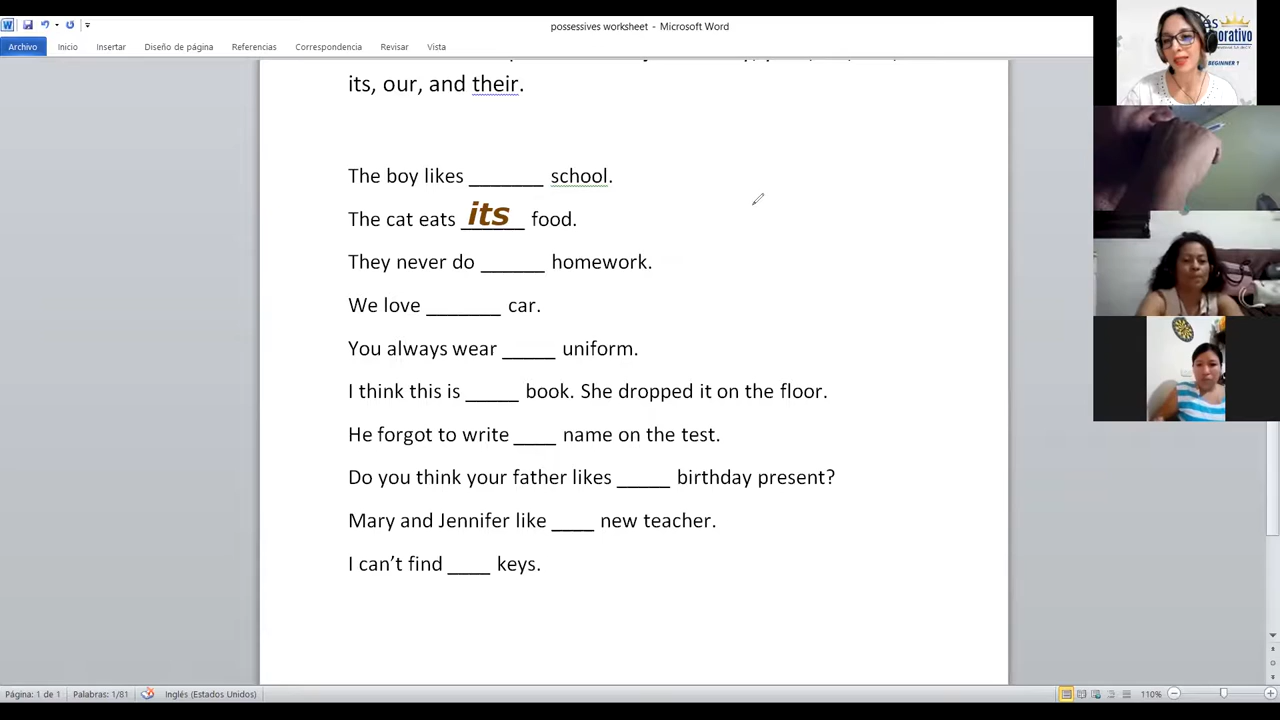 possessives worksheet - Microsoft Word
Archivo Inicio Insertar Diseño de página Referencias Correspondencia Revisar Vista
its, our, and their.
The boy likes _______ school.
The cat eats its food.
They never do ______ homework.
We love _______ car.
You always wear _____ uniform.
I think this is _____ book. She dropped it on the floor.
He forgot to write ____ name on the test.
Do you think your father likes _____ birthday present?
Mary and Jennifer like ____ new teacher.
I can’t find ____ keys.
BEGINNER 1
Página: 1 de 1 Palabras: 1/81 Inglés (Estados Unidos) 110%